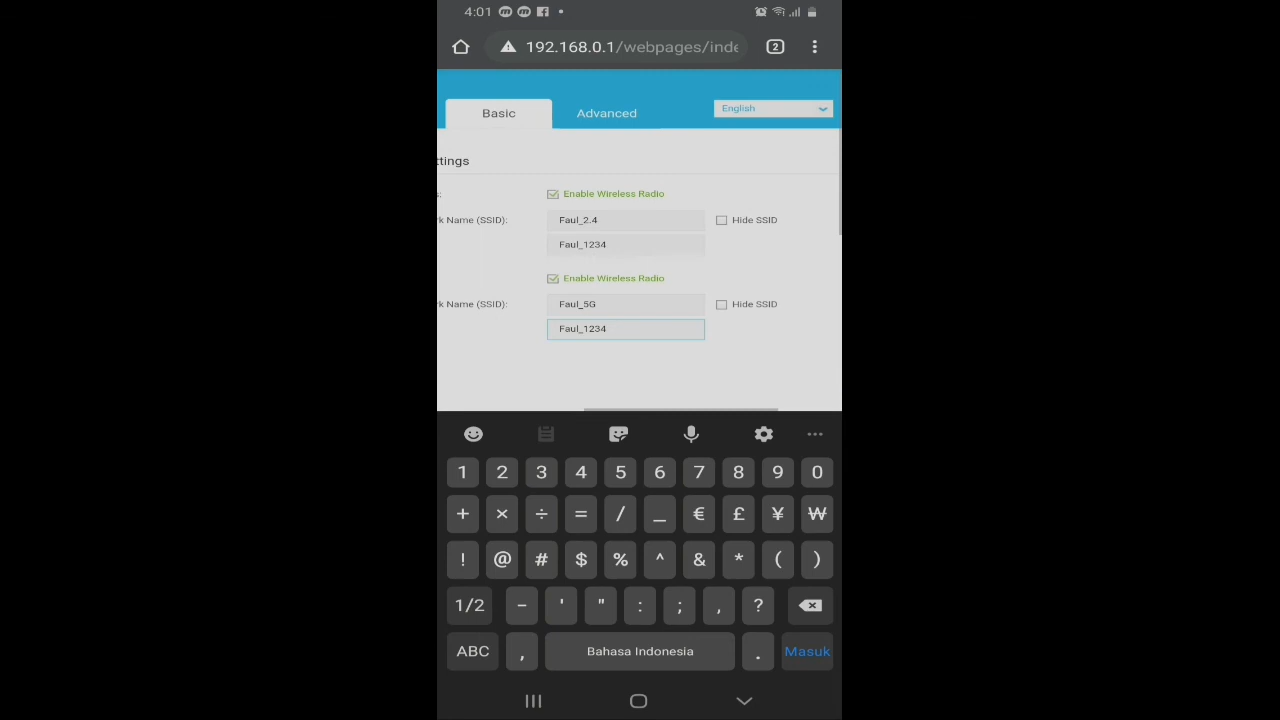 4:01
192.168.0.1/webpages/inde
2
Basic
Advanced
English
ttings
s:
Enable Wireless Radio
rk Name (SSID):
Faul_2.4
Hide SSID
Faul_1234
Enable Wireless Radio
rk Name (SSID):
Faul_5G
Hide SSID
Faul_1234
1 2 3 4 5 6 7 8 9 0
+ × ÷ = / _ € £ ¥ ₩
! @ # $ % ^ & * ( )
1/2 - ' " : ; , ?
ABC , Bahasa Indonesia . Masuk